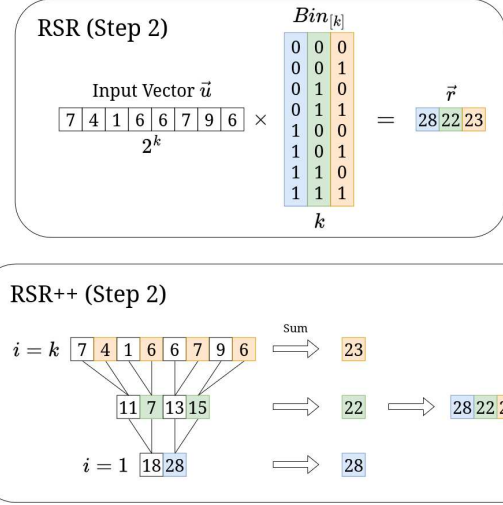 RSR (Step 2)
Bin[k]
0 0 0
0 0 1
0 1 0
0 1 1
1 0 0
1 0 1
1 1 0
1 1 1
k
Input Vector u⃗
7 4 1 6 6 7 9 6
2^k
×
=
r⃗
28 22 23
RSR++ (Step 2)
i = k 7 4 1 6 6 7 9 6
Sum
23
11 7 13 15
22
28 22
i = 1 18 28
28